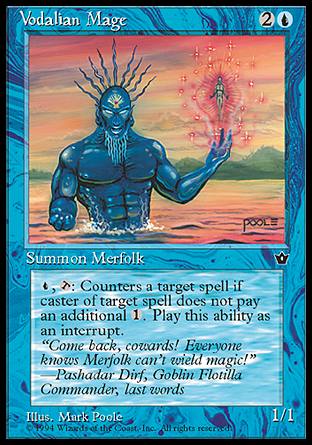 Vodalian Mage 2
POOLE
Summon Merfolk
: Counters a target spell if
caster of target spell does not pay
an additional 1. Play this ability as
an interrupt.
"Come back, cowards! Everyone
knows Merfolk can't wield magic!"
Pashadar Dirf, Goblin Flotilla
Commander, last words
Illus. Mark Poole
©1994 Wizards of the Coast, Inc. All rights reserved.
1/1